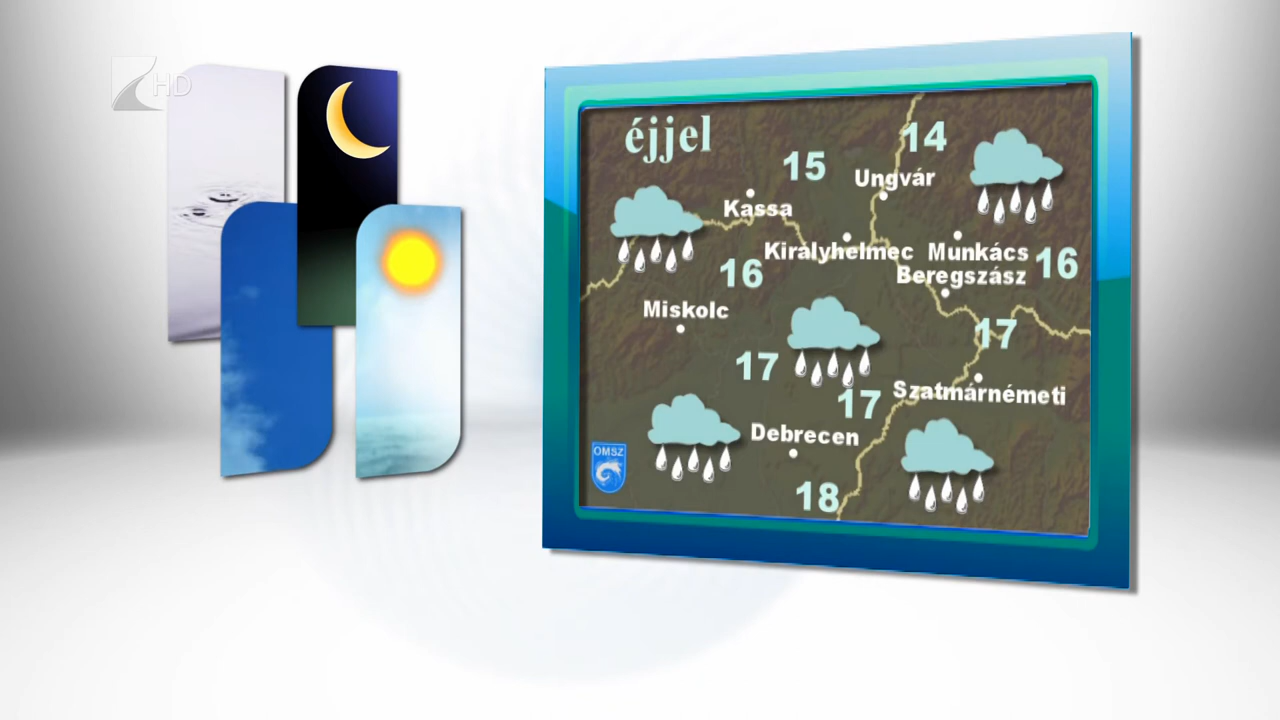 HD
éjjel
14
15
Ungvár
Kassa
Királyhelmec
Munkács
16
Beregszász
16
Miskolc
17
17
17
Szatmárnémeti
Debrecen
OMSZ
18